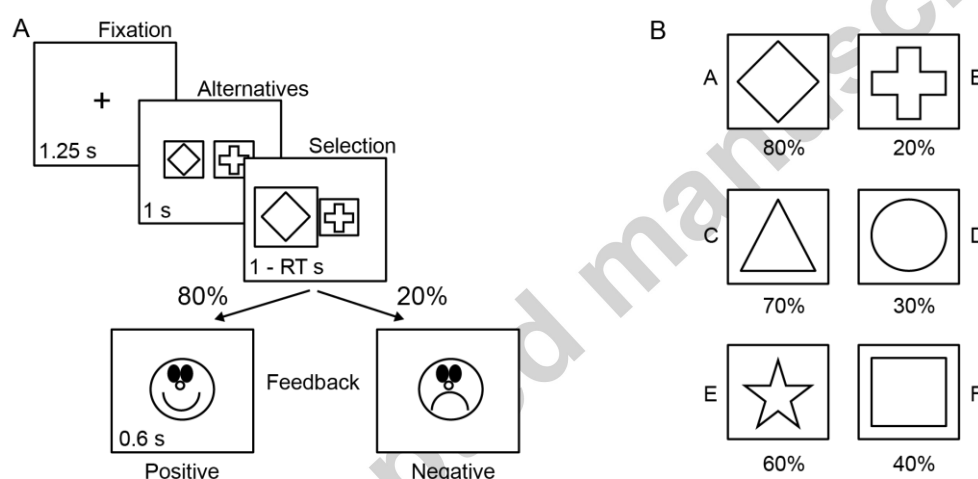 A
Fixation
1.25 s
Alternatives
1 s
Selection
1 - RT s
80%
20%
Feedback
0.6 s
Positive
Negative
B
A
80%
20%
C
D
70%
30%
E
F
60%
40%